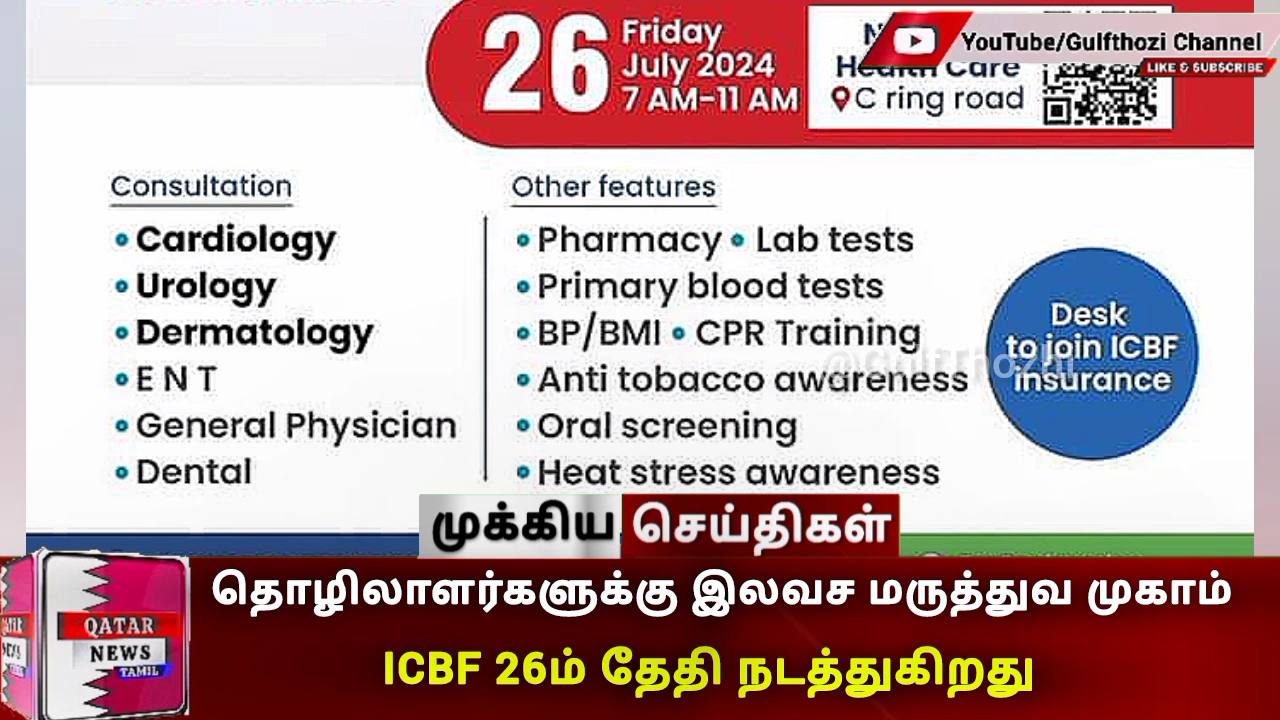 26
Friday
July 2024
7 AM-11 AM
Health Care
C ring road
YouTube/Gulfthozi Channel
LIKE & SUBSCRIBE
Consultation
• Cardiology
• Urology
• Dermatology
• E N T
• General Physician
• Dental
Other features
• Pharmacy • Lab tests
• Primary blood tests
• BP/BMI • CPR Training
• Anti tobacco awareness
• Oral screening
• Heat stress awareness
Desk
to join ICBF
insurance
@GulfThozhi
முக்கிய செய்திகள்
QATAR
NEWS
TAMIL
தொழிலாளர்களுக்கு இலவச மருத்துவ முகாம்
ICBF 26ம் தேதி நடத்துகிறது